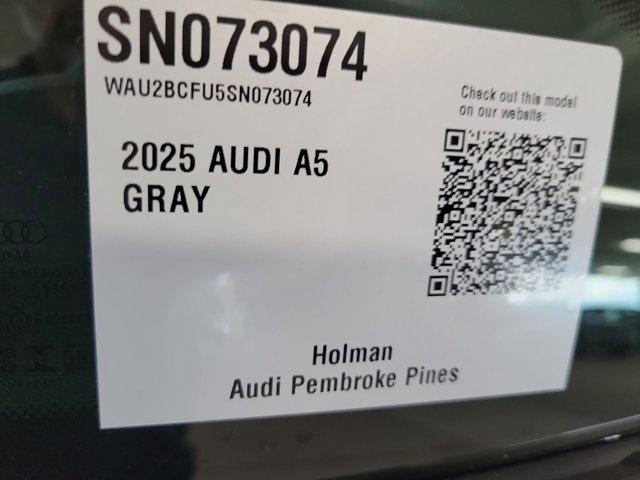 SN073074
WAU2BCFU5SN073074
Check out this model
on our website:
2025 AUDI A5
GRAY
Holman
Audi Pembroke Pines